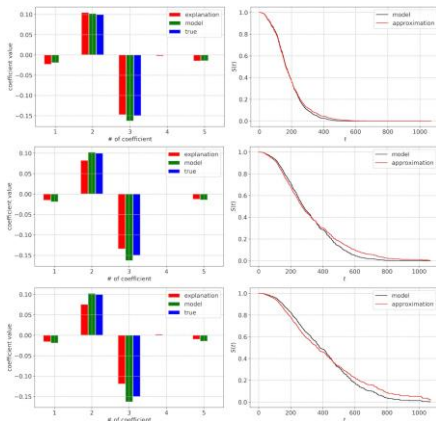 0.10
0.05
0.00
−0.05
−0.10
−0.15
coefficient value
explanation
model
true
1 2 3 4 5
# of coefficient
1.0
0.8
0.6
0.4
0.2
0.0
S(t)
model
approximation
0 200 400 600 800 1000
t
0.10
0.05
0.00
−0.05
−0.10
−0.15
coefficient value
explanation
model
true
1 2 3 4 5
# of coefficient
1.0
0.8
0.6
0.4
0.2
0.0
S(t)
model
approximation
0 200 400 600 800 1000
t
0.10
0.05
0.00
−0.05
−0.10
−0.15
coefficient value
explanation
model
true
1 2 3 4 5
# of coefficient
1.0
0.8
0.6
0.4
0.2
0.0
S(t)
model
approximation
0 200 400 600 800 1000
t